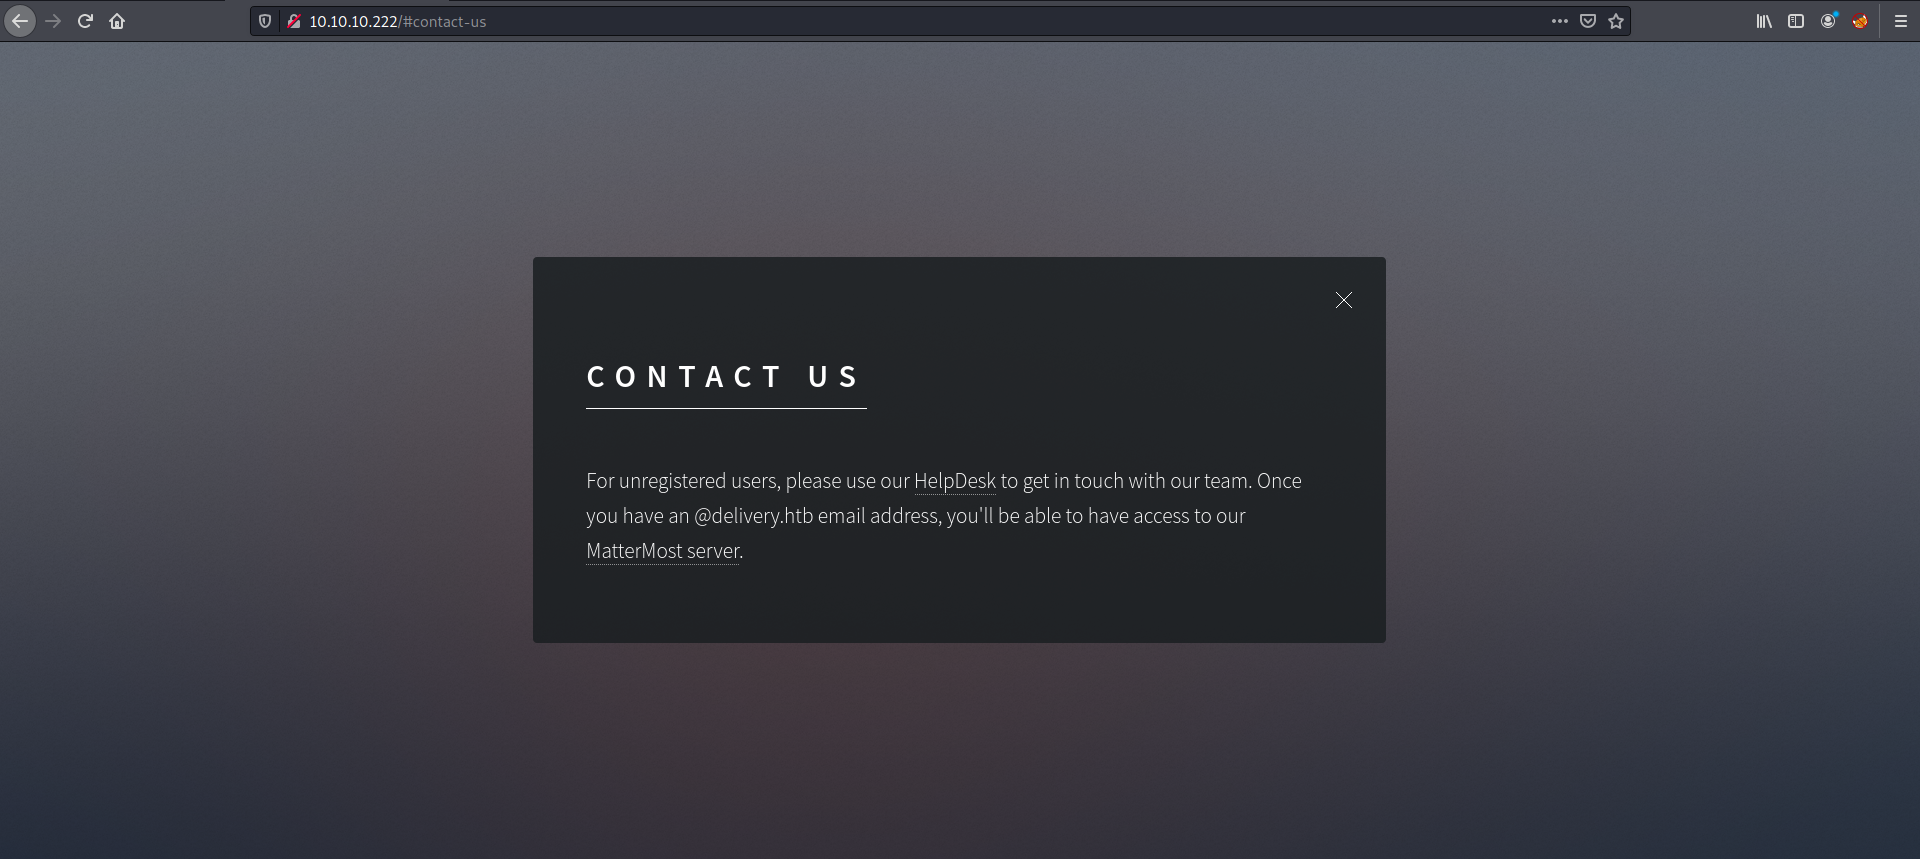 10.10.10.222/#contact-us
CONTACT US
For unregistered users, please use our HelpDesk to get in touch with our team. Once
you have an @delivery.htb email address, you'll be able to have access to our
MatterMost server.